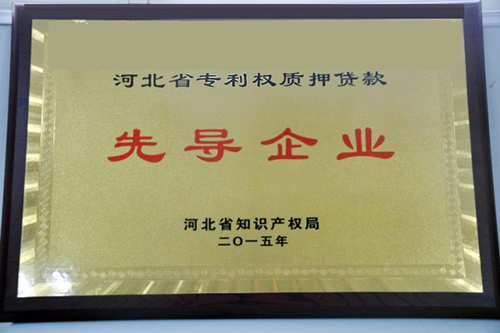 河北省专利权质押贷款
先导企业
河北省知识产权局
二〇一五年